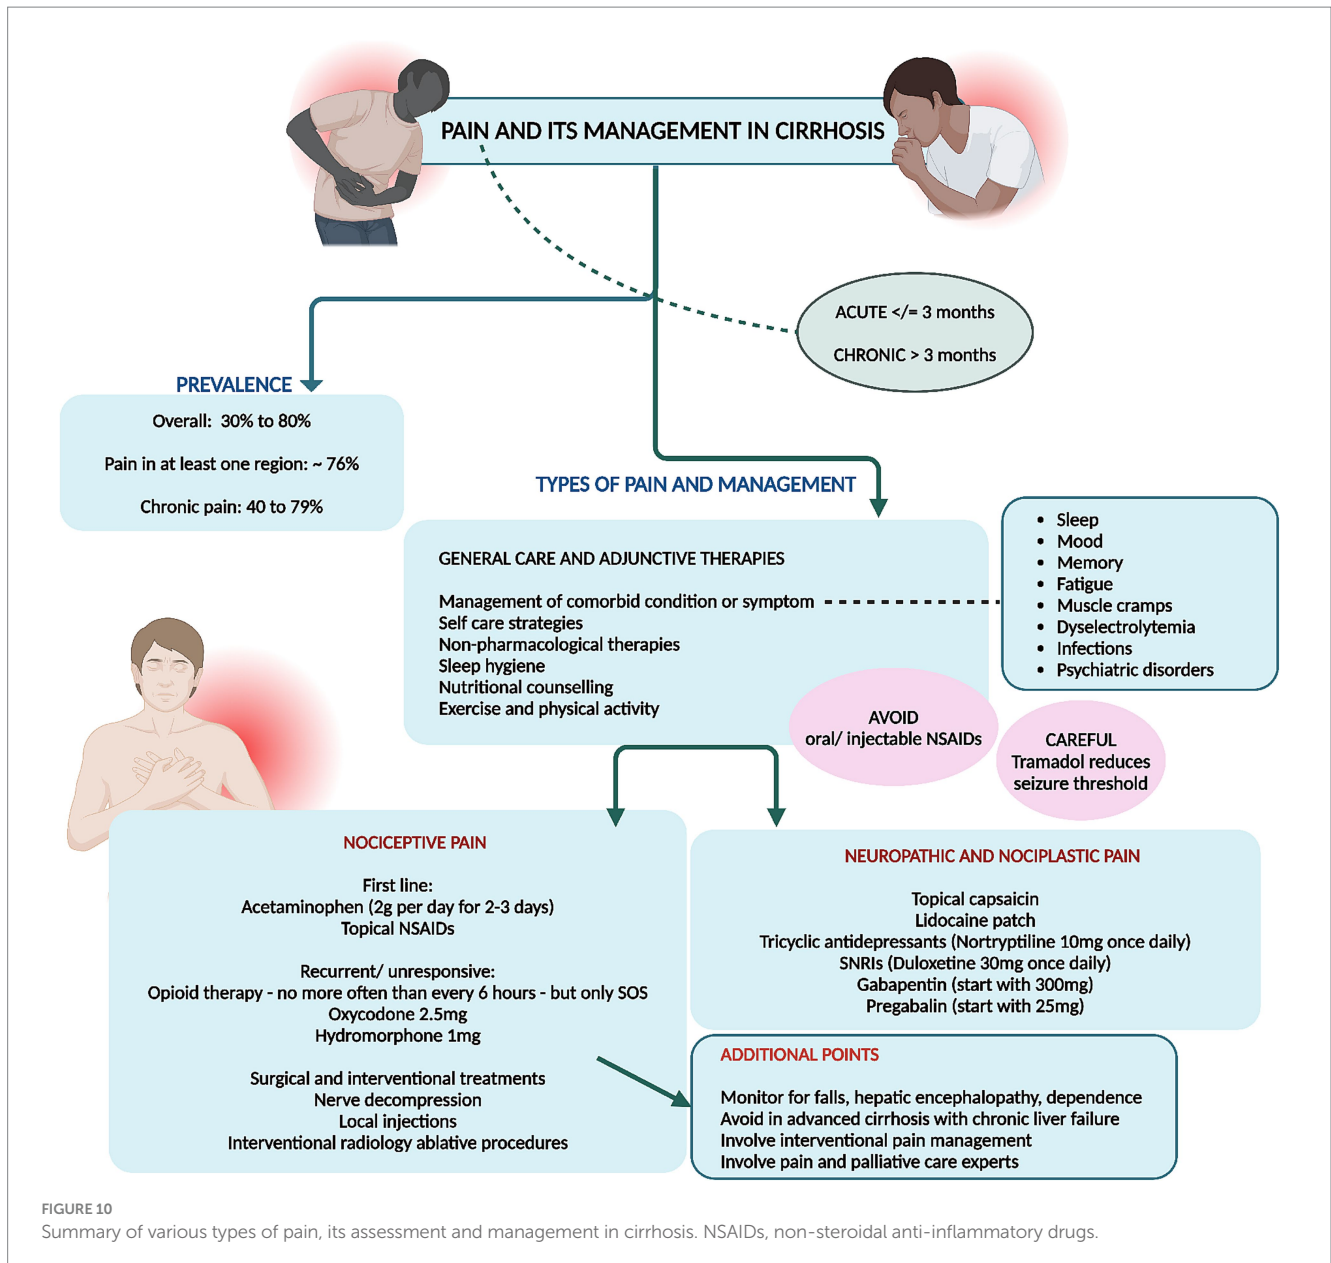 PAIN AND ITS MANAGEMENT IN CIRRHOSIS
ACUTE </= 3 months
CHRONIC > 3 months
PREVALENCE
Overall: 30% to 80%
Pain in at least one region: ~ 76%
Chronic pain: 40 to 79%
TYPES OF PAIN AND MANAGEMENT
GENERAL CARE AND ADJUNCTIVE THERAPIES
Management of comorbid condition or symptom
Self care strategies
Non-pharmacological therapies
Sleep hygiene
Nutritional counselling
Exercise and physical activity
• Sleep
• Mood
• Memory
• Fatigue
• Muscle cramps
• Dyselectrolytemia
• Infections
• Psychiatric disorders
AVOID
oral/ injectable NSAIDs
CAREFUL
Tramadol reduces
seizure threshold
NOCICEPTIVE PAIN
First line:
Acetaminophen (2g per day for 2-3 days)
Topical NSAIDs
Recurrent/ unresponsive:
Opioid therapy - no more often than every 6 hours - but only SOS
Oxycodone 2.5mg
Hydromorphone 1mg
Surgical and interventional treatments
Nerve decompression
Local injections
Interventional radiology ablative procedures
NEUROPATHIC AND NOCIPLASTIC PAIN
Topical capsaicin
Lidocaine patch
Tricyclic antidepressants (Nortryptiline 10mg once daily)
SNRIs (Duloxetine 30mg once daily)
Gabapentin (start with 300mg)
Pregabalin (start with 25mg)
ADDITIONAL POINTS
Monitor for falls, hepatic encephalopathy, dependence
Avoid in advanced cirrhosis with chronic liver failure
Involve interventional pain management
Involve pain and palliative care experts
FIGURE 10
Summary of various types of pain, its assessment and management in cirrhosis. NSAIDs, non-steroidal anti-inflammatory drugs.